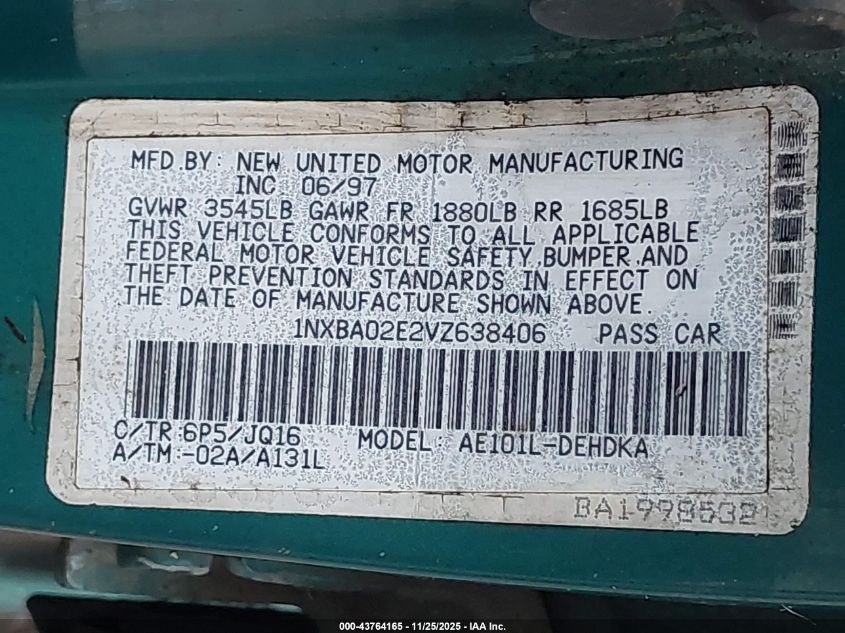 MFD.BY: NEW UNITED MOTOR MANUFACTURING
INC 06/97
GVWR 3545LB GAWR FR 1880LB RR 1685LB
THIS VEHICLE CONFORMS TO ALL APPLICABLE
FEDERAL MOTOR VEHICLE SAFETY,BUMPER,AND
THEFT PREVENTION STANDARDS IN EFFECT ON
THE DATE OF MANUFACTURE SHOWN ABOVE.
1NXBA02E2VZ638406 PASS CAR
C/TR:6P5/JQ16 MODEL: AE101L-DEHDKA
A/TM:-02A/A131L
BA1998532
000-43764165 - 11/25/2025 - IAA Inc.